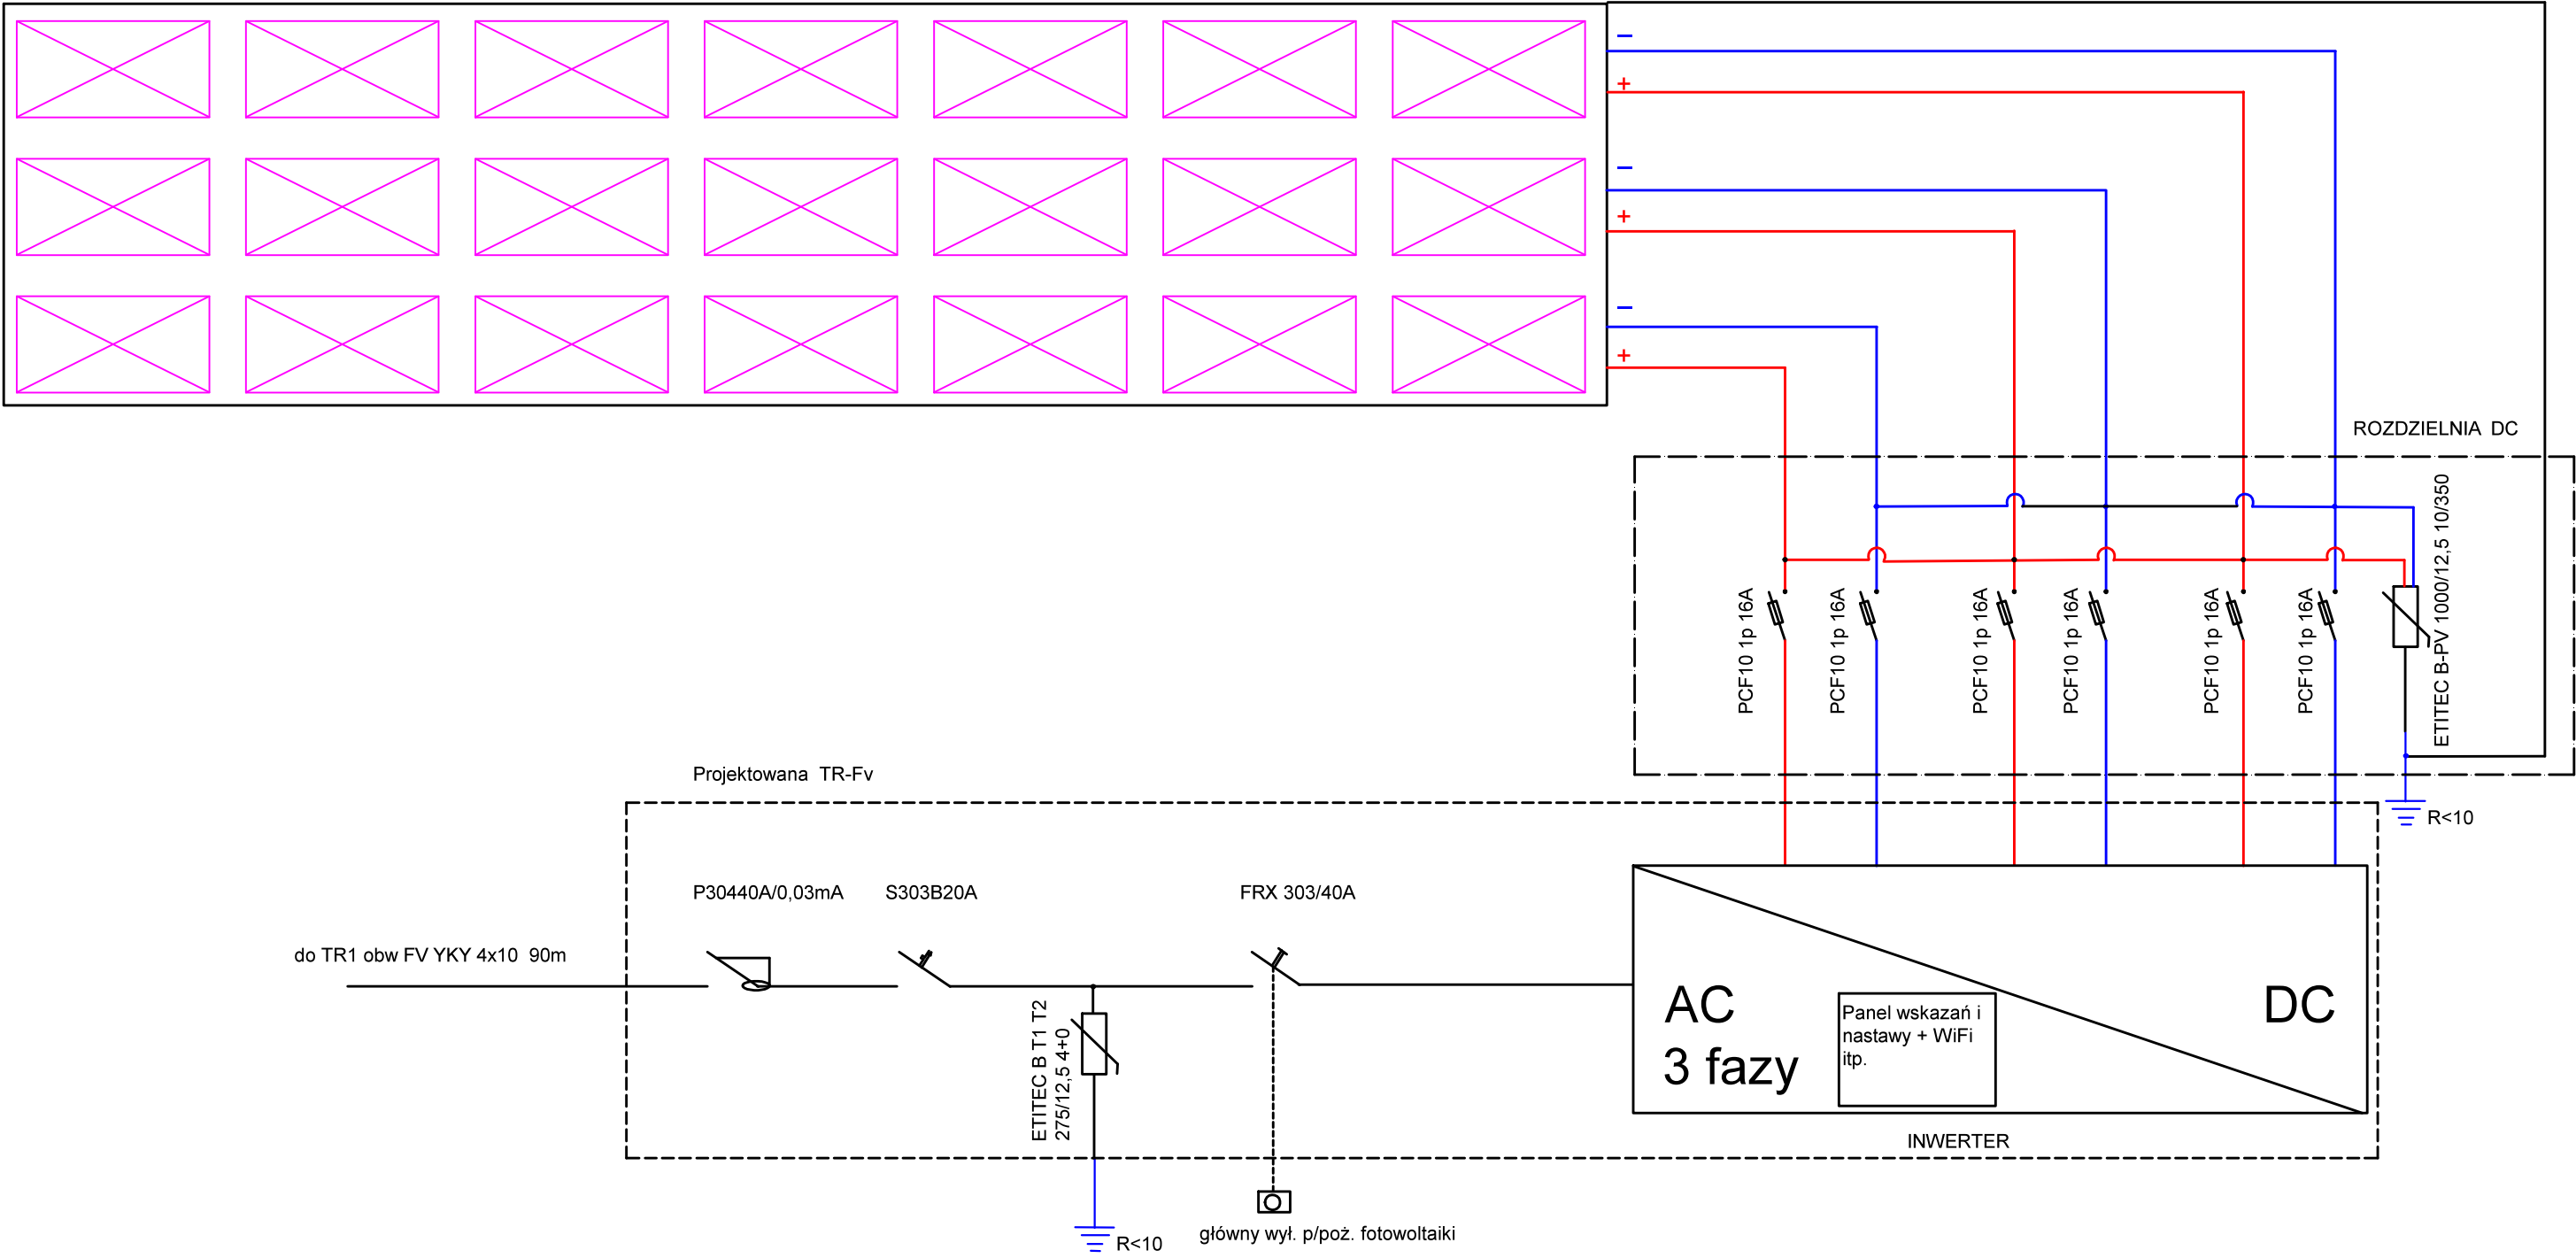 −
+
−
+
−
+
ROZDZIELNIA DC
PCF10 1p 16A
PCF10 1p 16A
PCF10 1p 16A
PCF10 1p 16A
PCF10 1p 16A
PCF10 1p 16A
ETITEC B-PV 1000/12,5 10/350
R<10
Projektowana TR-Fv
P30440A/0,03mA
S303B20A
FRX 303/40A
do TR1 obw FV YKY 4x10 90m
ETITEC B T1 T2
275/12,5 4+0
AC
3 fazy
Panel wskazań i
nastawy + WiFi
itp.
DC
INWERTER
R<10
główny wył. p/poż. fotowoltaiki